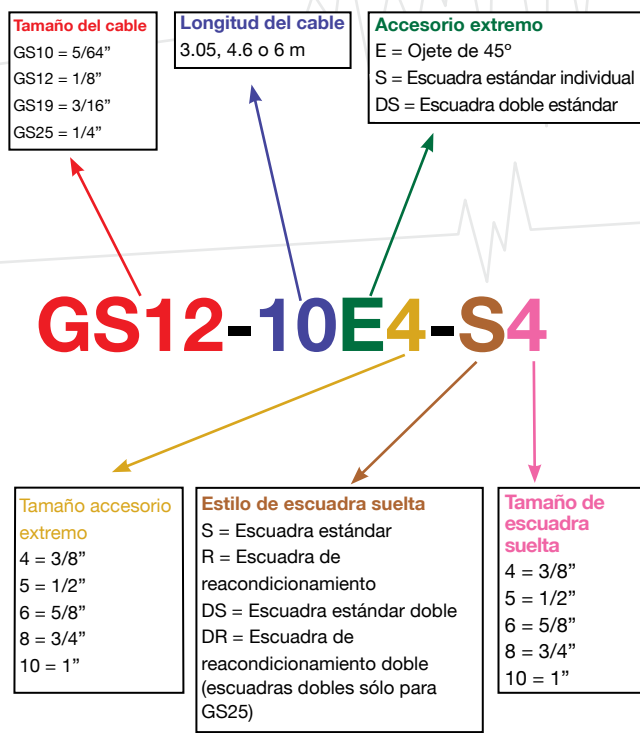 Tamaño del cable
GS10 = 5/64”
GS12 = 1/8”
GS19 = 3/16”
GS25 = 1/4”
Longitud del cable
3.05, 4.6 o 6 m
Accesorio extremo
E = Ojete de 45º
S = Escuadra estándar individual
DS = Escuadra doble estándar
GS12-10E4-S4
Tamaño accesorio
extremo
4 = 3/8”
5 = 1/2”
6 = 5/8”
8 = 3/4”
10 = 1”
Estilo de escuadra suelta
S = Escuadra estándar
R = Escuadra de
reacondicionamiento
DS = Escuadra estándar doble
DR = Escuadra de
reacondicionamiento doble
(escuadras dobles sólo para
GS25)
Tamaño de
escuadra
suelta
4 = 3/8”
5 = 1/2”
6 = 5/8”
8 = 3/4”
10 = 1”